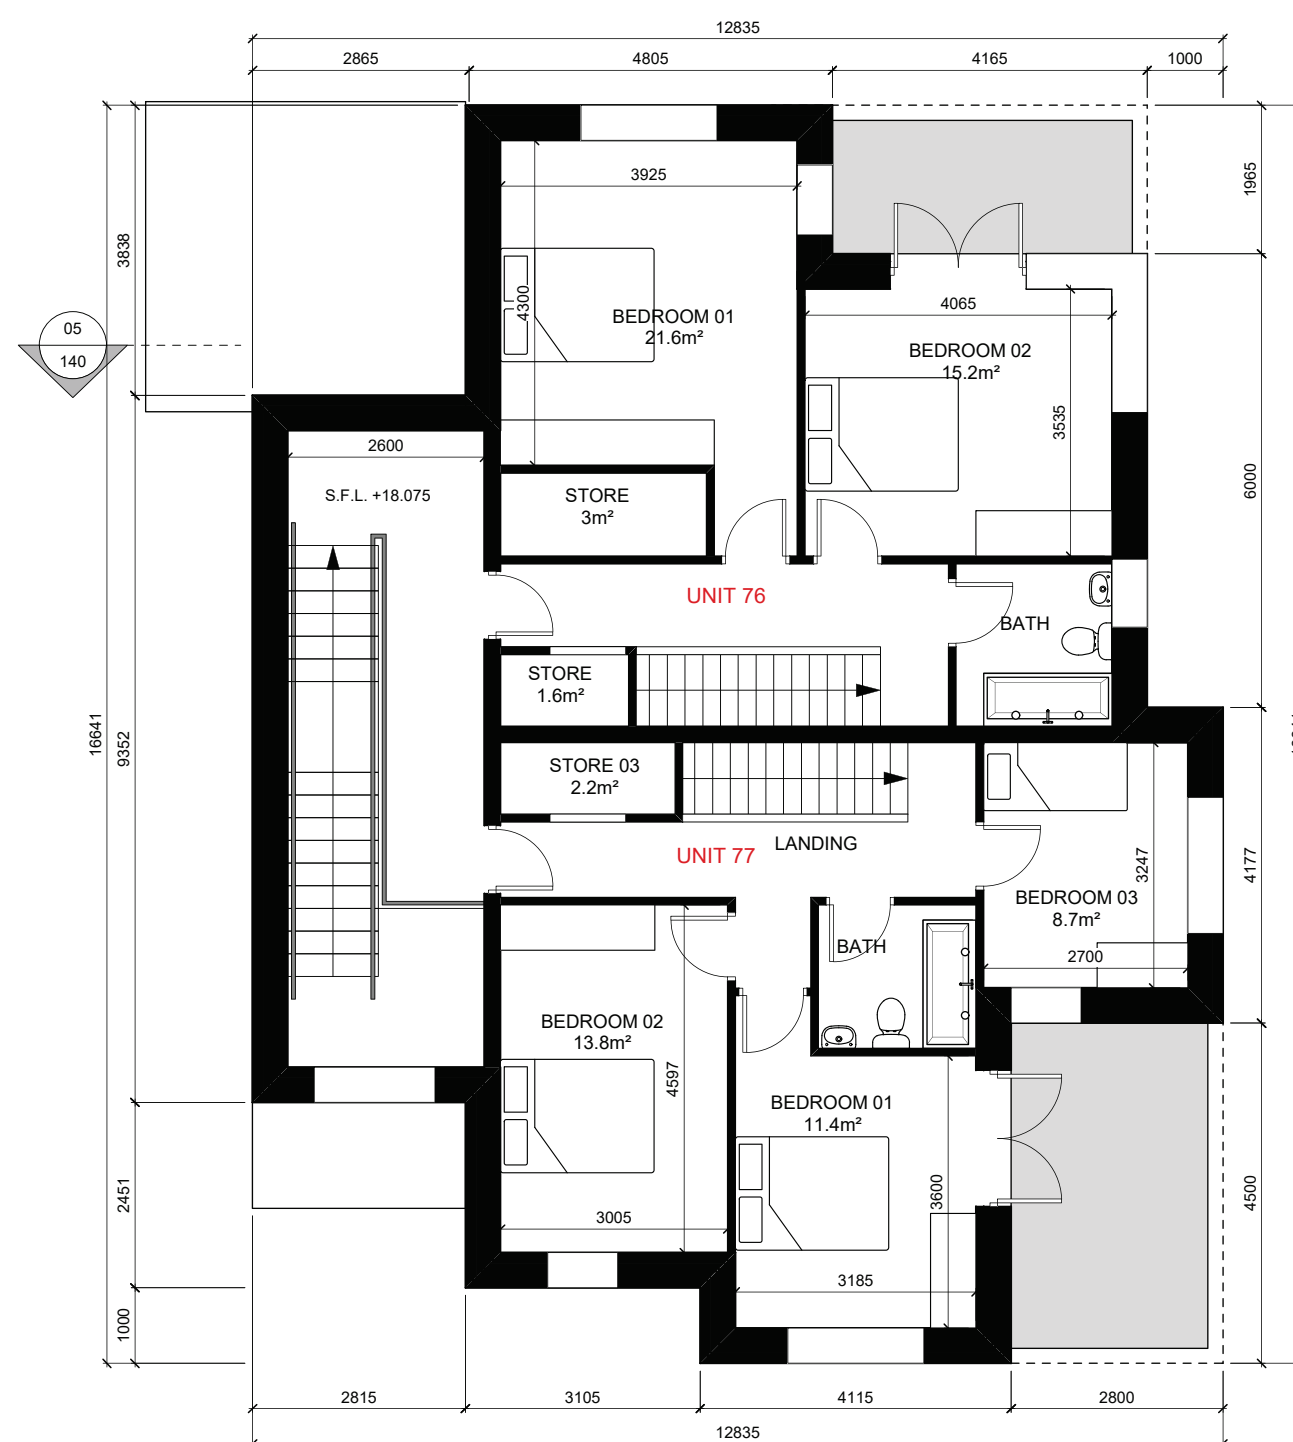 12835
2865
4805
4165
1000
3925
1965
3838
4300
BEDROOM 01
21.6m²
4065
BEDROOM 02
15.2m²
05
140
3535
2600
S.F.L. +18.075
STORE
3m²
6000
UNIT 76
BATH
STORE
1.6m²
16641
9352
STORE 03
2.2m²
LANDING
UNIT 77
3247
4177
BEDROOM 03
8.7m²
BATH
2700
BEDROOM 02
13.8m²
4597
BEDROOM 01
11.4m²
2451
3600
4500
3005
3185
1000
2815
3105
4115
2800
12835